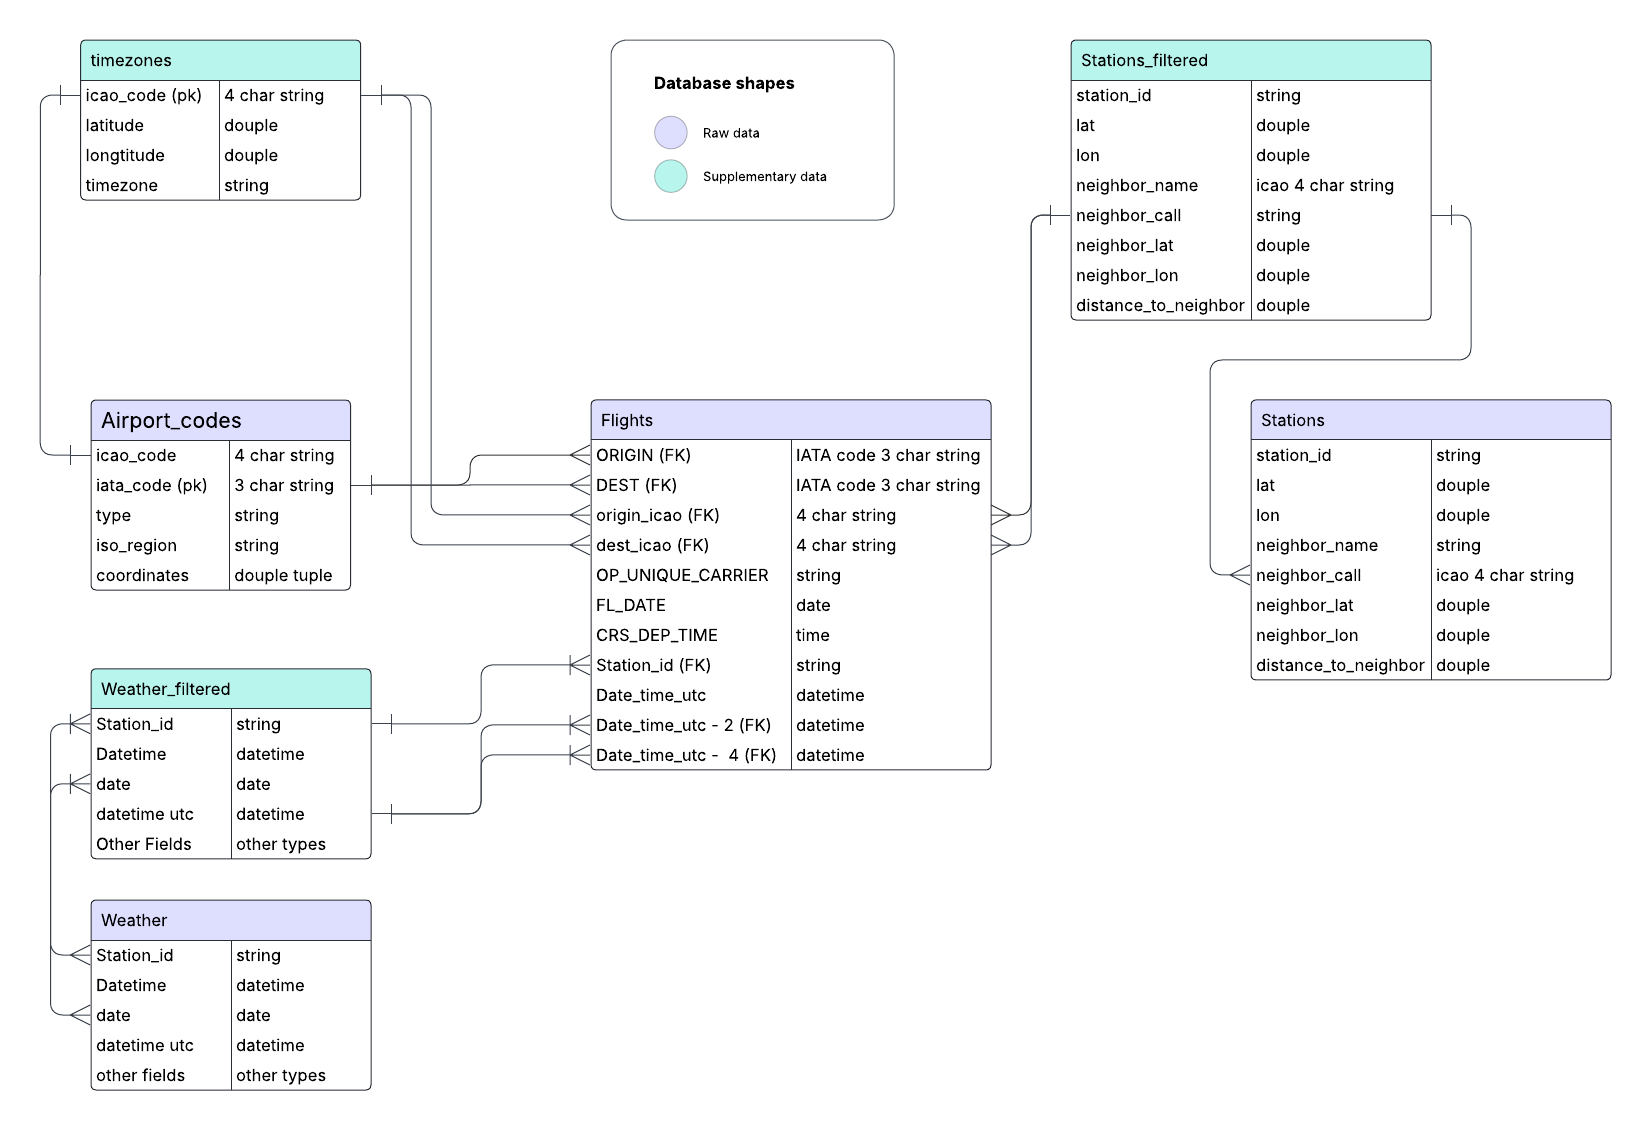 timezones
icao_code (pk) 4 char string
latitude douple
longtitude douple
timezone string
Database shapes
Raw data
Supplementary data
Stations_filtered
station_id string
lat douple
lon douple
neighbor_name icao 4 char string
neighbor_call string
neighbor_lat douple
neighbor_lon douple
distance_to_neighbor douple
Airport_codes
icao_code 4 char string
iata_code (pk) 3 char string
type string
iso_region string
coordinates douple tuple
Flights
ORIGIN (FK) IATA code 3 char string
DEST (FK) IATA code 3 char string
origin_icao (FK) 4 char string
dest_icao (FK) 4 char string
OP_UNIQUE_CARRIER string
FL_DATE date
CRS_DEP_TIME time
Station_id (FK) string
Date_time_utc datetime
Date_time_utc - 2 (FK) datetime
Date_time_utc -  4 (FK) datetime
Stations
station_id string
lat douple
lon douple
neighbor_name string
neighbor_call icao 4 char string
neighbor_lat douple
neighbor_lon douple
distance_to_neighbor douple
Weather_filtered
Station_id string
Datetime datetime
date date
datetime utc datetime
Other Fields other types
Weather
Station_id string
Datetime datetime
date date
datetime utc datetime
other fields other types